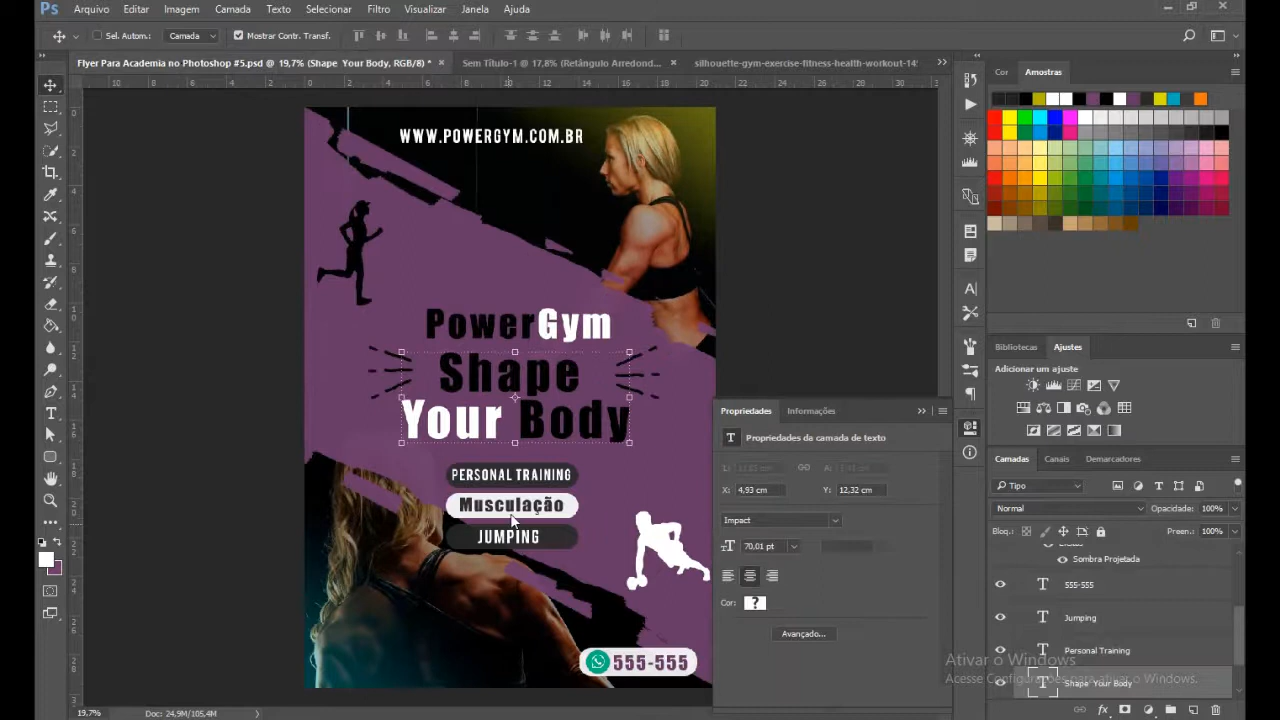 Ps Arquivo Editar Imagem Camada Texto Selecionar Filtro Visualizar Janela Ajuda
Sel. Autom.: Camada Mostrar Contr. Transf.
Flyer Para Academia no Photoshop #5.psd @ 19,7% (Shape Your Body, RGB/8) * × Sem Título-1 @ 17,8% (Retângulo Arredond... × silhouette-gym-exercise-fitness-health-workout-14
Cor Amostras
WWW.POWERGYM.COM.BR
PowerGym
Shape
Your Body
PERSONAL TRAINING
Musculação
JUMPING
555-555
Bibliotecas Ajustes
Adicionar um ajuste
Propriedades Informações
Propriedades da camada de texto
L: A:
X: 4,93 cm Y: 12,32 cm
Impact
70,01 pt
Cor: ?
Avançado...
Camadas Canais Demarcadores
Tipo
Normal Opacidade: 100%
Bloq.: Preen.: 100%
Sombra Projetada
555-555
Jumping
Personal Training
Shape Your Body
Ativar o Windows
Acesse Configurações para ativar o Windows.
19,7% Doc: 24,9M/105,4M